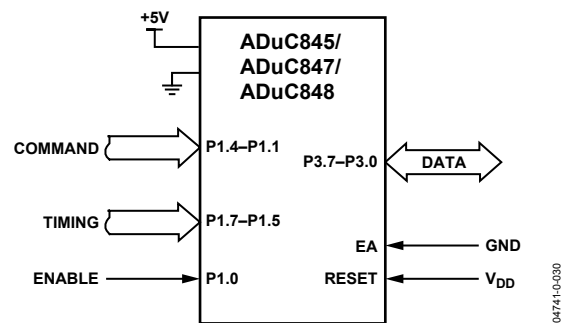 +5V
ADuC845/
ADuC847/
ADuC848
COMMAND
P1.4–P1.1
P3.7–P3.0
DATA
TIMING
P1.7–P1.5
EA
GND
ENABLE
P1.0
RESET
VDD
04741-0-030